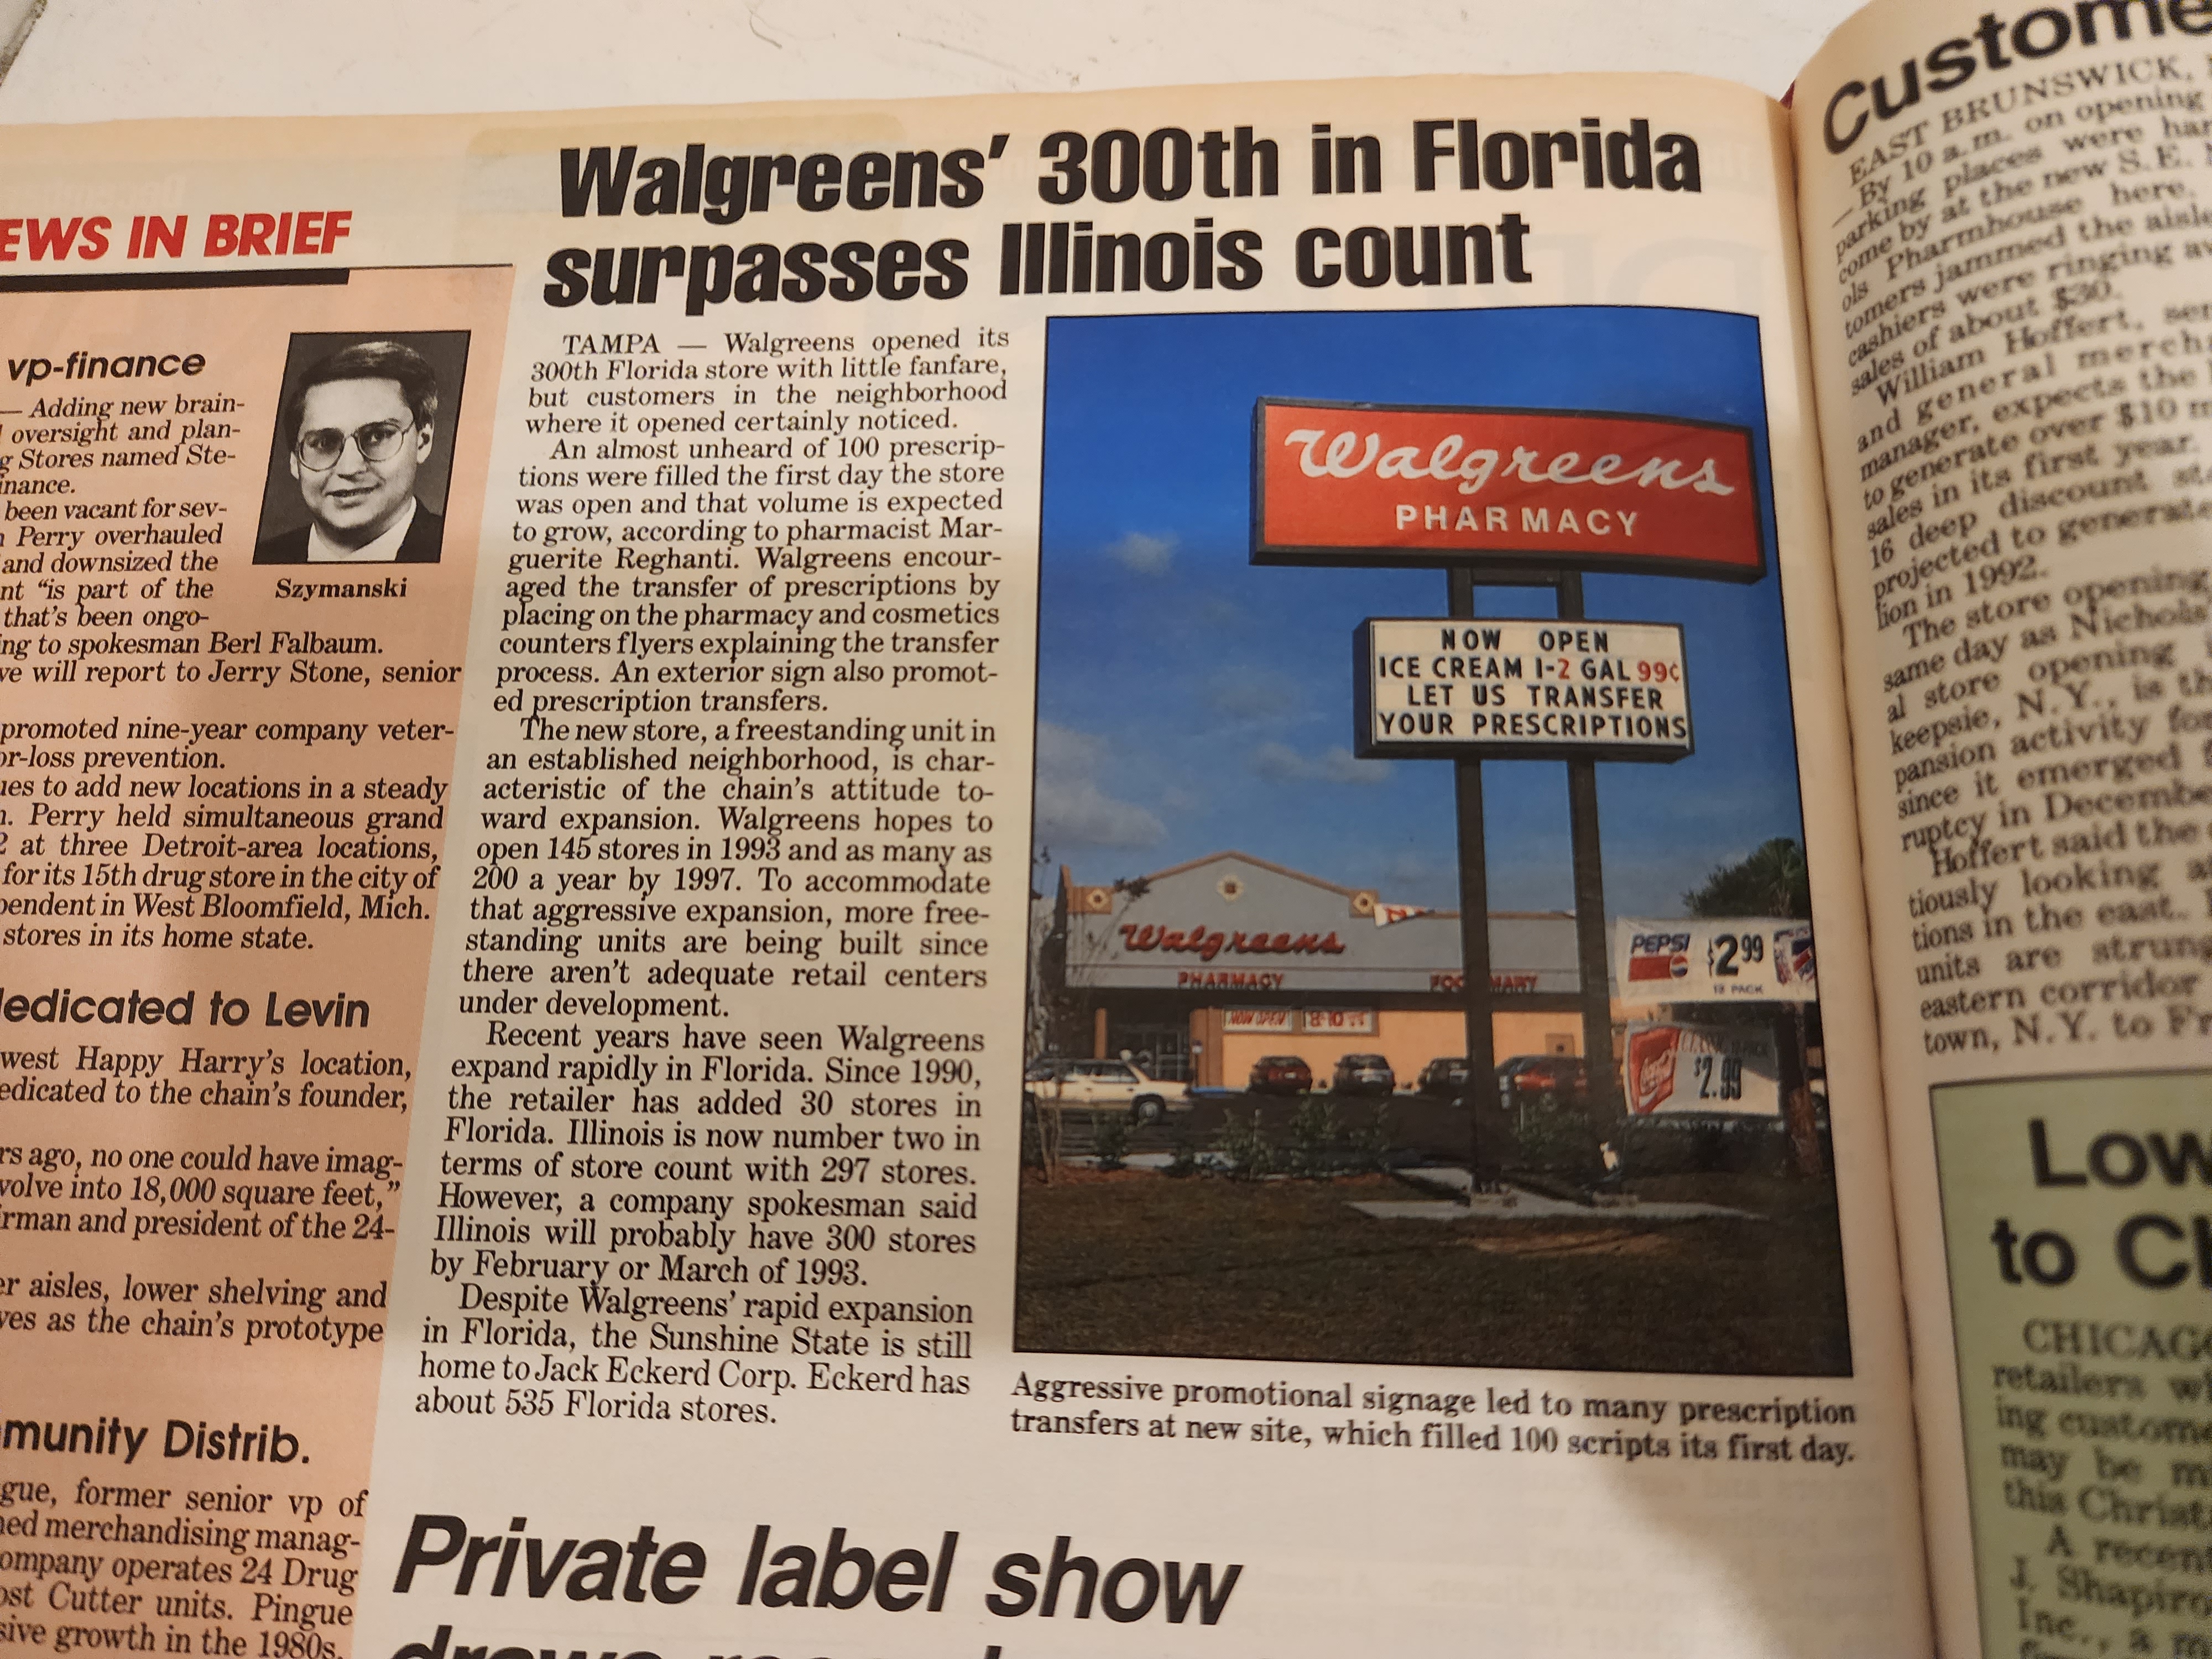 EWS IN BRIEF
vp-finance
— Adding new brain-
oversight and plan-
g Stores named Ste-
inance.
been vacant for sev-
Perry overhauled
and downsized the
nt “is part of the
that’s been ongo-
ing to spokesman Berl Falbaum.
ve will report to Jerry Stone, senior
promoted nine-year company veter-
or-loss prevention.
ues to add new locations in a steady
n. Perry held simultaneous grand
2 at three Detroit-area locations,
for its 15th drug store in the city of
pendent in West Bloomfield, Mich.
stores in its home state.
Szymanski
edicated to Levin
west Happy Harry’s location,
edicated to the chain’s founder,
rs ago, no one could have imag-
volve into 18,000 square feet,”
irman and president of the 24-
er aisles, lower shelving and
ves as the chain’s prototype
munity Distrib.
gue, former senior vp of
ned merchandising manag-
ompany operates 24 Drug
ost Cutter units. Pingue
sive growth in the 1980s.
Walgreens’ 300th in Florida
surpasses Illinois count
TAMPA — Walgreens opened its
300th Florida store with little fanfare,
but customers in the neighborhood
where it opened certainly noticed.
An almost unheard of 100 prescrip-
tions were filled the first day the store
was open and that volume is expected
to grow, according to pharmacist Mar-
guerite Reghanti. Walgreens encour-
aged the transfer of prescriptions by
placing on the pharmacy and cosmetics
counters flyers explaining the transfer
process. An exterior sign also promot-
ed prescription transfers.
The new store, a freestanding unit in
an established neighborhood, is char-
acteristic of the chain’s attitude to-
ward expansion. Walgreens hopes to
open 145 stores in 1993 and as many as
200 a year by 1997. To accommodate
that aggressive expansion, more free-
standing units are being built since
there aren’t adequate retail centers
under development.
Recent years have seen Walgreens
expand rapidly in Florida. Since 1990,
the retailer has added 30 stores in
Florida. Illinois is now number two in
terms of store count with 297 stores.
However, a company spokesman said
Illinois will probably have 300 stores
by February or March of 1993.
Despite Walgreens’ rapid expansion
in Florida, the Sunshine State is still
home to Jack Eckerd Corp. Eckerd has
about 535 Florida stores.
Walgreens
PHARMACY
NOW OPEN
ICE CREAM 1-2 GAL 99¢
LET US TRANSFER
YOUR PRESCRIPTIONS
Walgreens
PHARMACY FOOD MART
NOW OPEN 8-10
PEPSI $2 99
12 PACK
$2.99
Aggressive promotional signage led to many prescription
transfers at new site, which filled 100 scripts its first day.
Private label show
Custome
EAST BRUNSWICK,
— By 10 a.m. on opening
parking places were har
come by at the new S.E.
ols Pharmhouse here.
tomers jammed the aisl
cashiers were ringing a
sales of about $30.
William Hoffert, sen
and general merch
manager, expects the
to generate over $10 m
sales in its first year.
16 deep discount st
projected to generat
lion in 1992.
The store opening
same day as Nichols
al store opening
keepsie, N.Y., is th
pansion activity fo
since it emerged
ruptcy in Decembe
Hoffert said the
tiously looking a
tions in the east.
units are strung
eastern corridor
town, N.Y. to Fr
Low
to Cl
CHICAG
retailers w
ing custome
may be m
this Christ
A recen
J. Shapiro
Inc., a m